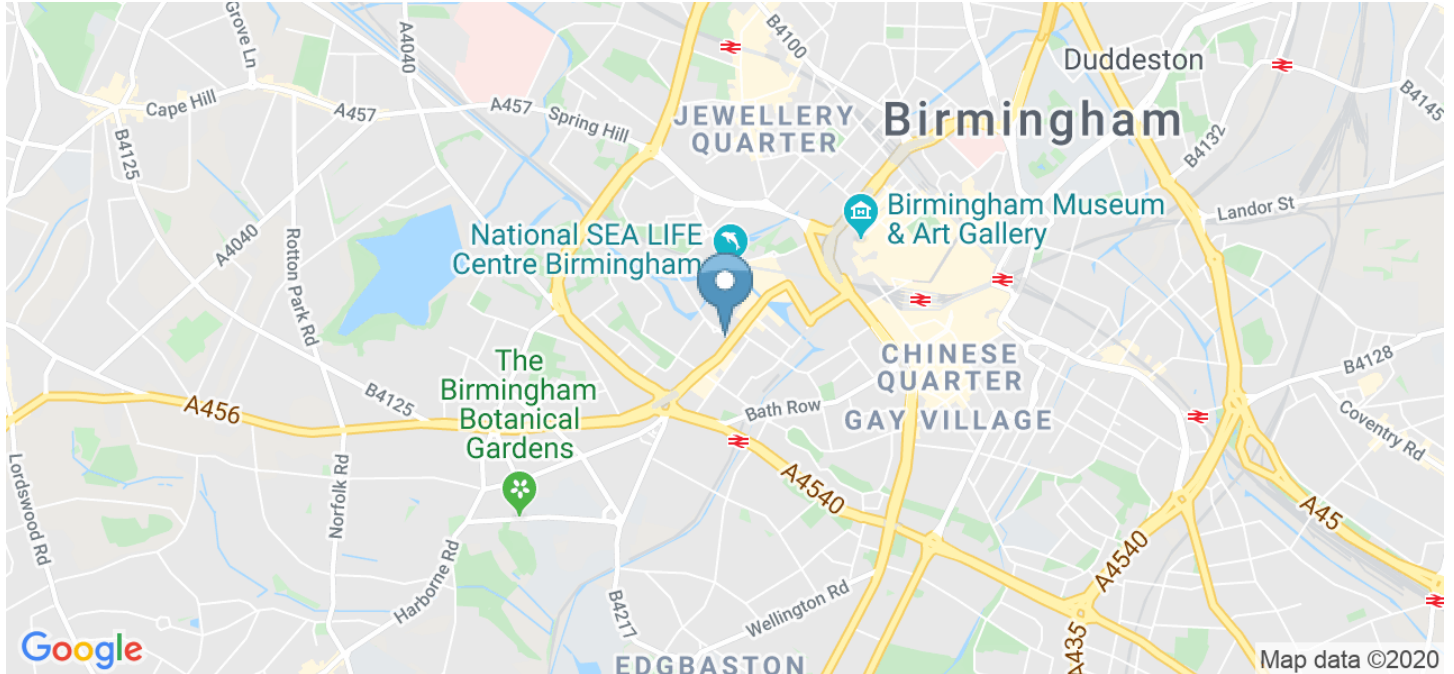 Grove Ln
A4040
B4100
Duddeston
Cape Hill
A457
A457
Spring Hill
JEWELLERY
QUARTER
Birmingham
B4145
B4125
B4132
A4040
Rotton Park Rd
National SEA LIFE
Centre Birmingham
Birmingham Museum
& Art Gallery
Landor St
The
Birmingham
Botanical
Gardens
CHINESE
QUARTER
GAY VILLAGE
B4128
A456
B4125
Bath Row
Coventry Rd
Lordswood Rd
Norfolk Rd
A4540
A45
Harborne Rd
B4217
Wellington Rd
A4540
A435
EDGBASTON
Google
Map data ©2020